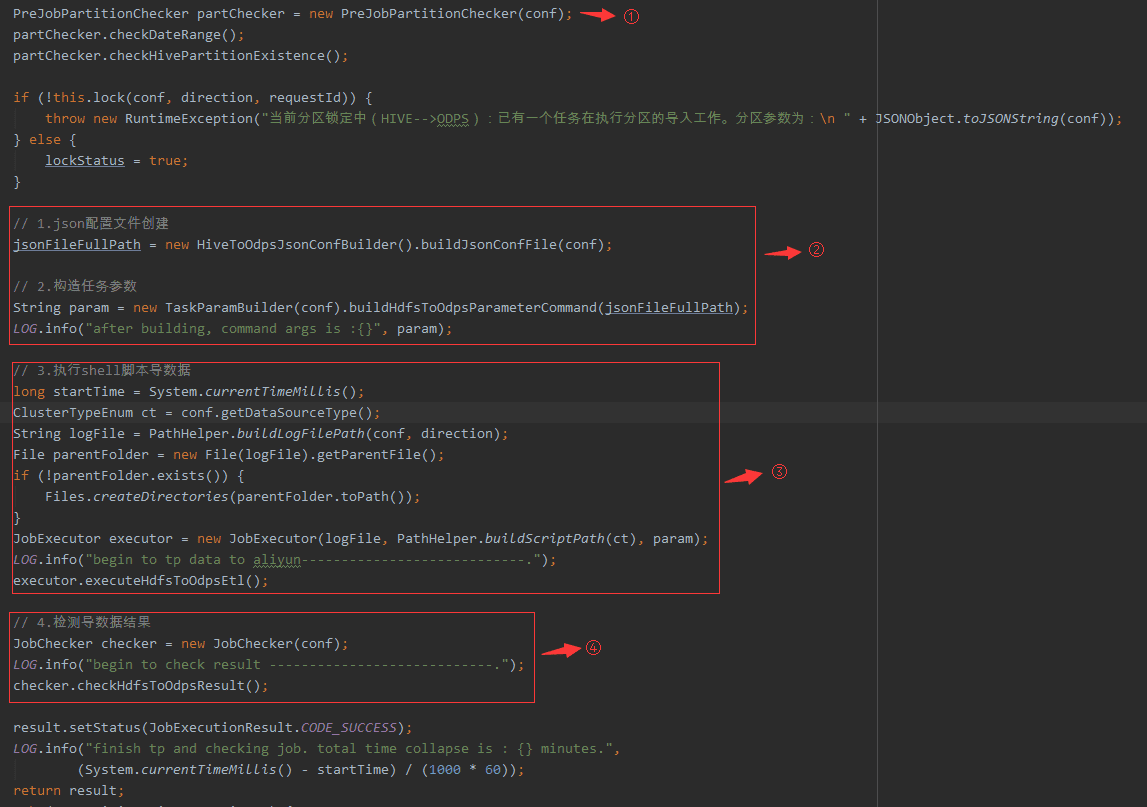 PreJobPartitionChecker partChecker = new PreJobPartitionChecker(conf); ①
partChecker.checkDateRange();
partChecker.checkHivePartitionExistence();
if (!this.lock(conf, direction, requestId)) {
throw new RuntimeException("当前分区锁定中（HIVE-->ODPS）：已有一个任务在执行分区的导入工作。分区参数为：\n " + JSONObject.toJSONString(conf));
} else {
lockStatus = true;
}
// 1.json配置文件创建
jsonFileFullPath = new HiveToOdpsJsonConfBuilder().buildJsonConfFile(conf);
②
// 2.构造任务参数
String param = new TaskParamBuilder(conf).buildHdfsToOdpsParameterCommand(jsonFileFullPath);
LOG.info("after building, command args is :{}", param);
// 3.执行shell脚本导数据
long startTime = System.currentTimeMillis();
ClusterTypeEnum ct = conf.getDataSourceType();
String logFile = PathHelper.buildLogFilePath(conf, direction);
File parentFolder = new File(logFile).getParentFile();
if (!parentFolder.exists()) { ③
Files.createDirectories(parentFolder.toPath());
}
JobExecutor executor = new JobExecutor(logFile, PathHelper.buildScriptPath(ct), param);
LOG.info("begin to tp data to aliyun----------------------------.");
executor.executeHdfsToOdpsEtl();
// 4.检测导数据结果
JobChecker checker = new JobChecker(conf); ④
LOG.info("begin to check result ----------------------------.");
checker.checkHdfsToOdpsResult();
result.setStatus(JobExecutionResult.CODE_SUCCESS);
LOG.info("finish tp and checking job. total time collapse is : {} minutes.",
(System.currentTimeMillis() - startTime) / (1000 * 60));
return result;